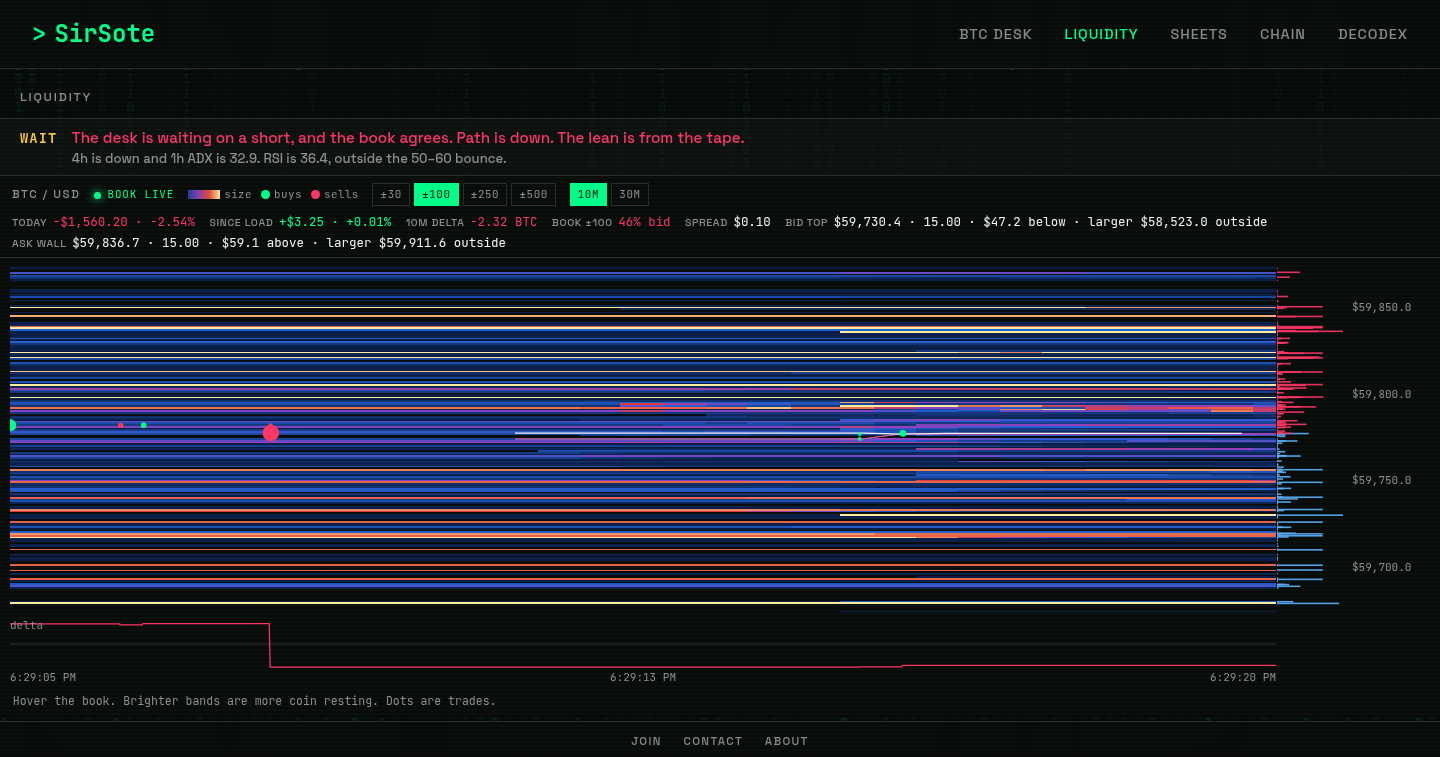 > SirSote
BTC DESK LIQUIDITY SHEETS CHAIN DECODEX
LIQUIDITY
WAIT The desk is waiting on a short, and the book agrees. Path is down. The lean is from the tape.
4h is down and 1h ADX is 32.9. RSI is 36.4, outside the 50–60 bounce.
BTC / USD BOOK LIVE size buys sells ±30 ±100 ±250 ±500 10M 30M
TODAY -$1,560.20 · -2.54% SINCE LOAD +$3.25 · +0.01% 10M DELTA -2.32 BTC BOOK ±100 46% bid SPREAD $0.10 BID TOP $59,730.4 · 15.00 · $47.2 below · larger $58,523.0 outside
ASK WALL $59,836.7 · 15.00 · $59.1 above · larger $59,911.6 outside
$59,850.0
$59,800.0
$59,750.0
$59,700.0
delta
6:29:05 PM 6:29:13 PM 6:29:20 PM
Hover the book. Brighter bands are more coin resting. Dots are trades.
JOIN CONTACT ABOUT